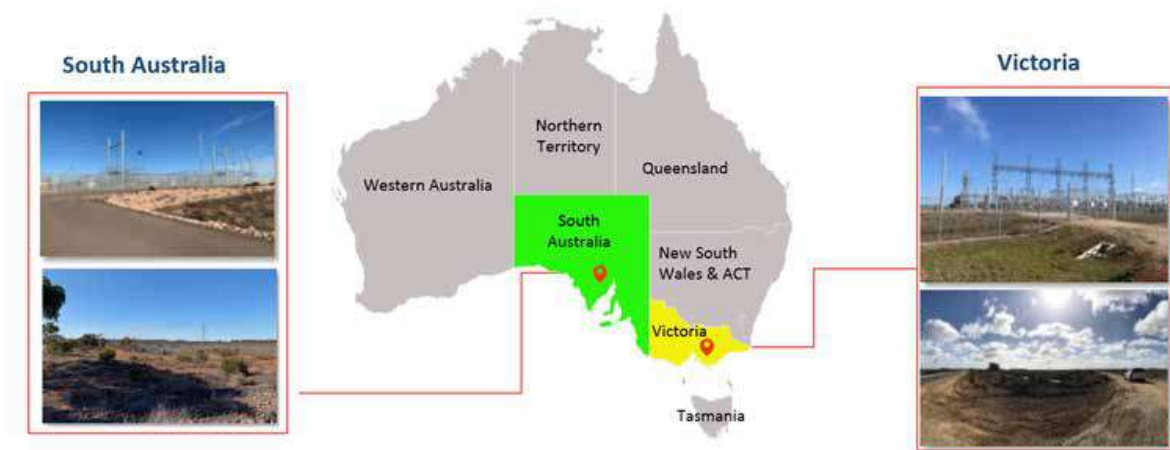 South Australia
Victoria
Northern
Territory
Western Australia
Queensland
South
Australia
New South
Wales & ACT
Victoria
Tasmania